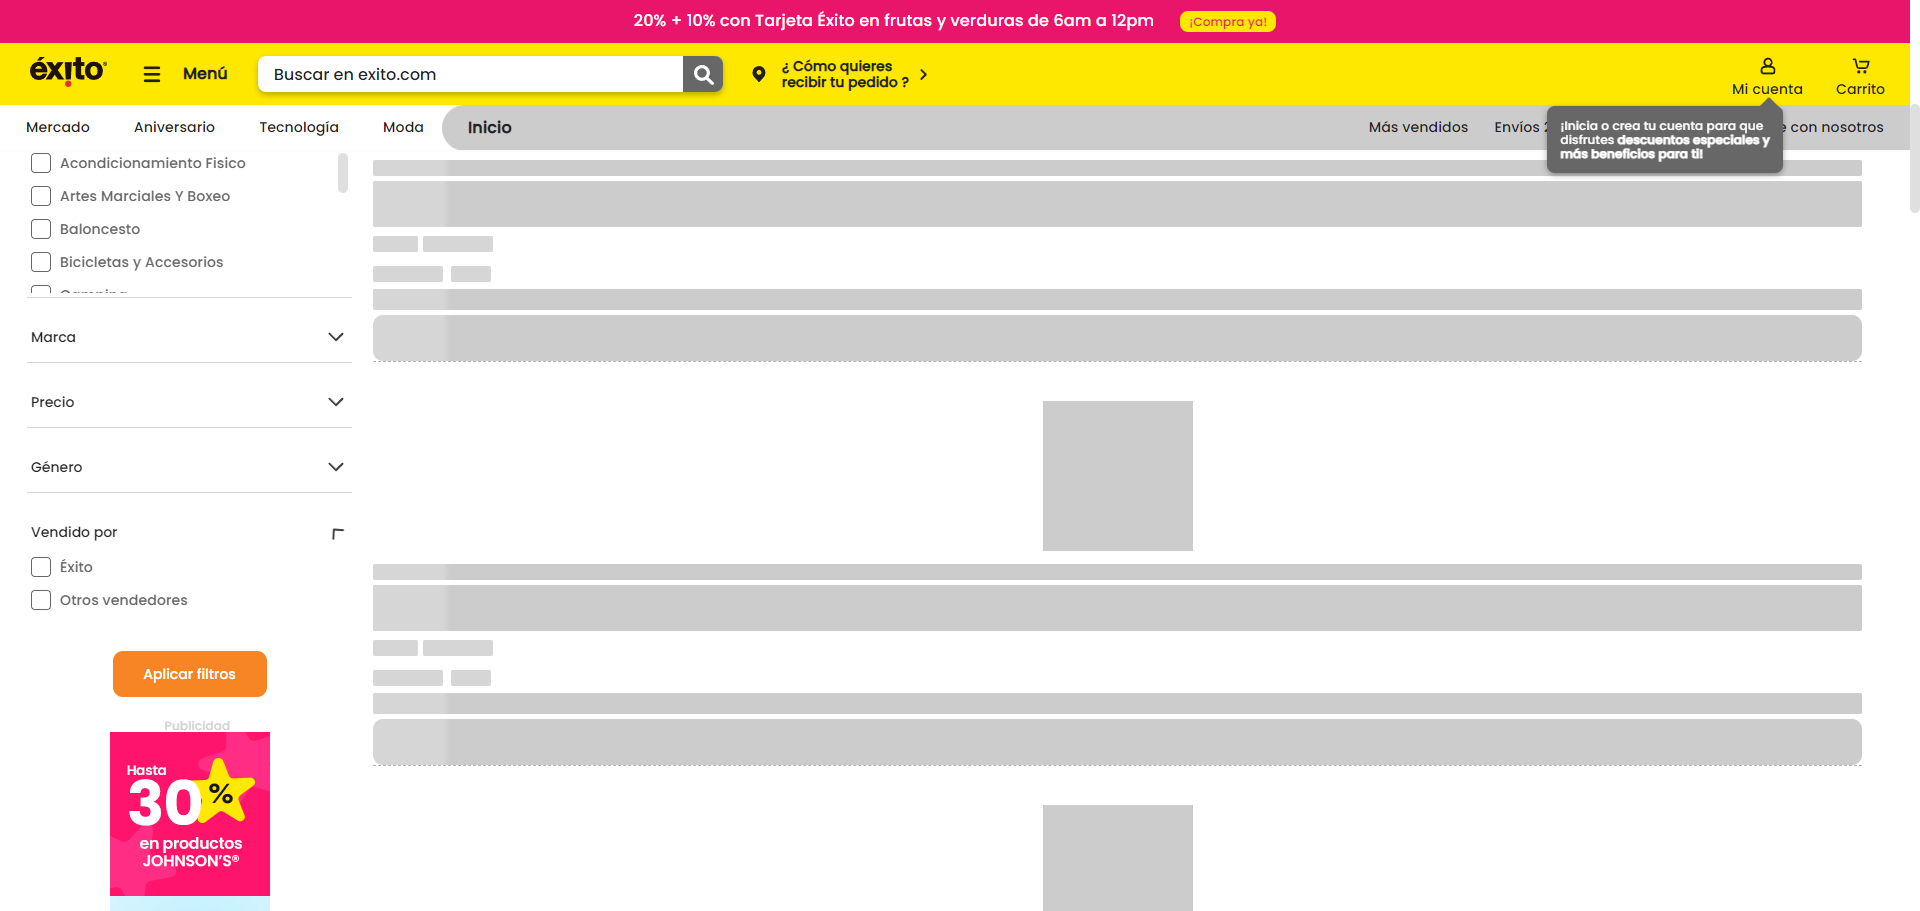 20% + 10% con Tarjeta Éxito en frutas y verduras de 6am a 12pm
¡Compra ya!
éxito
Menú
Buscar en exito.com
¿ Cómo quieres
recibir tu pedido ?
Mi cuenta
Carrito
Mercado
Aniversario
Tecnología
Moda
Inicio
Más vendidos
Envíos
con nosotros
¡Inicia o crea tu cuenta para que
disfrutes descuentos especiales y
más beneficios para ti!
Acondicionamiento Fisico
Artes Marciales Y Boxeo
Baloncesto
Bicicletas y Accesorios
Marca
Precio
Género
Vendido por
Éxito
Otros vendedores
Aplicar filtros
Publicidad
Hasta
30%
en productos
JOHNSON'S®